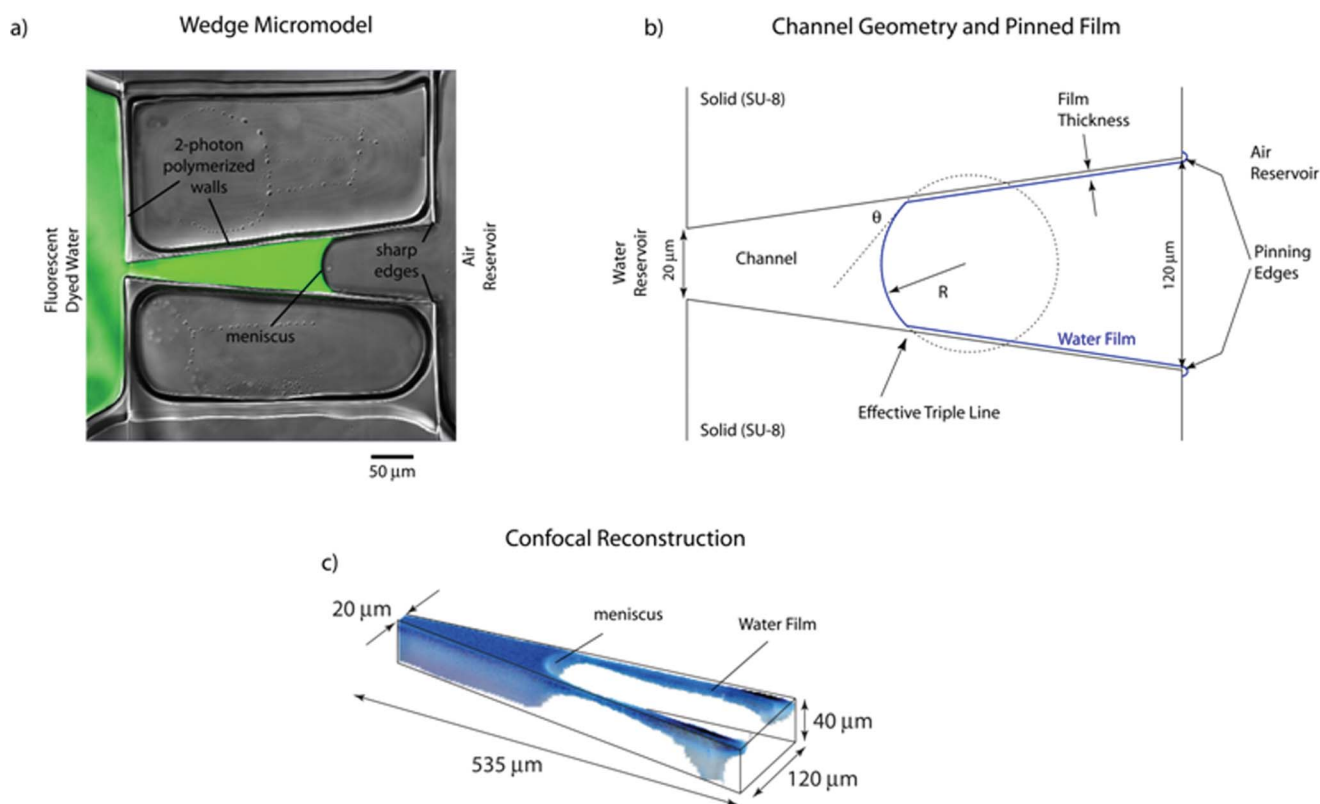 a)
Wedge Micromodel
Fluorescent
Dyed Water
2-photon
polymerized
walls
sharp
edges
meniscus
Air
Reservoir
50 μm
b)
Channel Geometry and Pinned Film
Solid (SU-8)
Film
Thickness
Air
Reservoir
Water
Reservoir
20 μm
Channel
θ
R
120 μm
Pinning
Edges
Water Film
Effective Triple Line
Solid (SU-8)
Confocal Reconstruction
c)
20 μm
meniscus
Water Film
40 μm
535 μm
120 μm